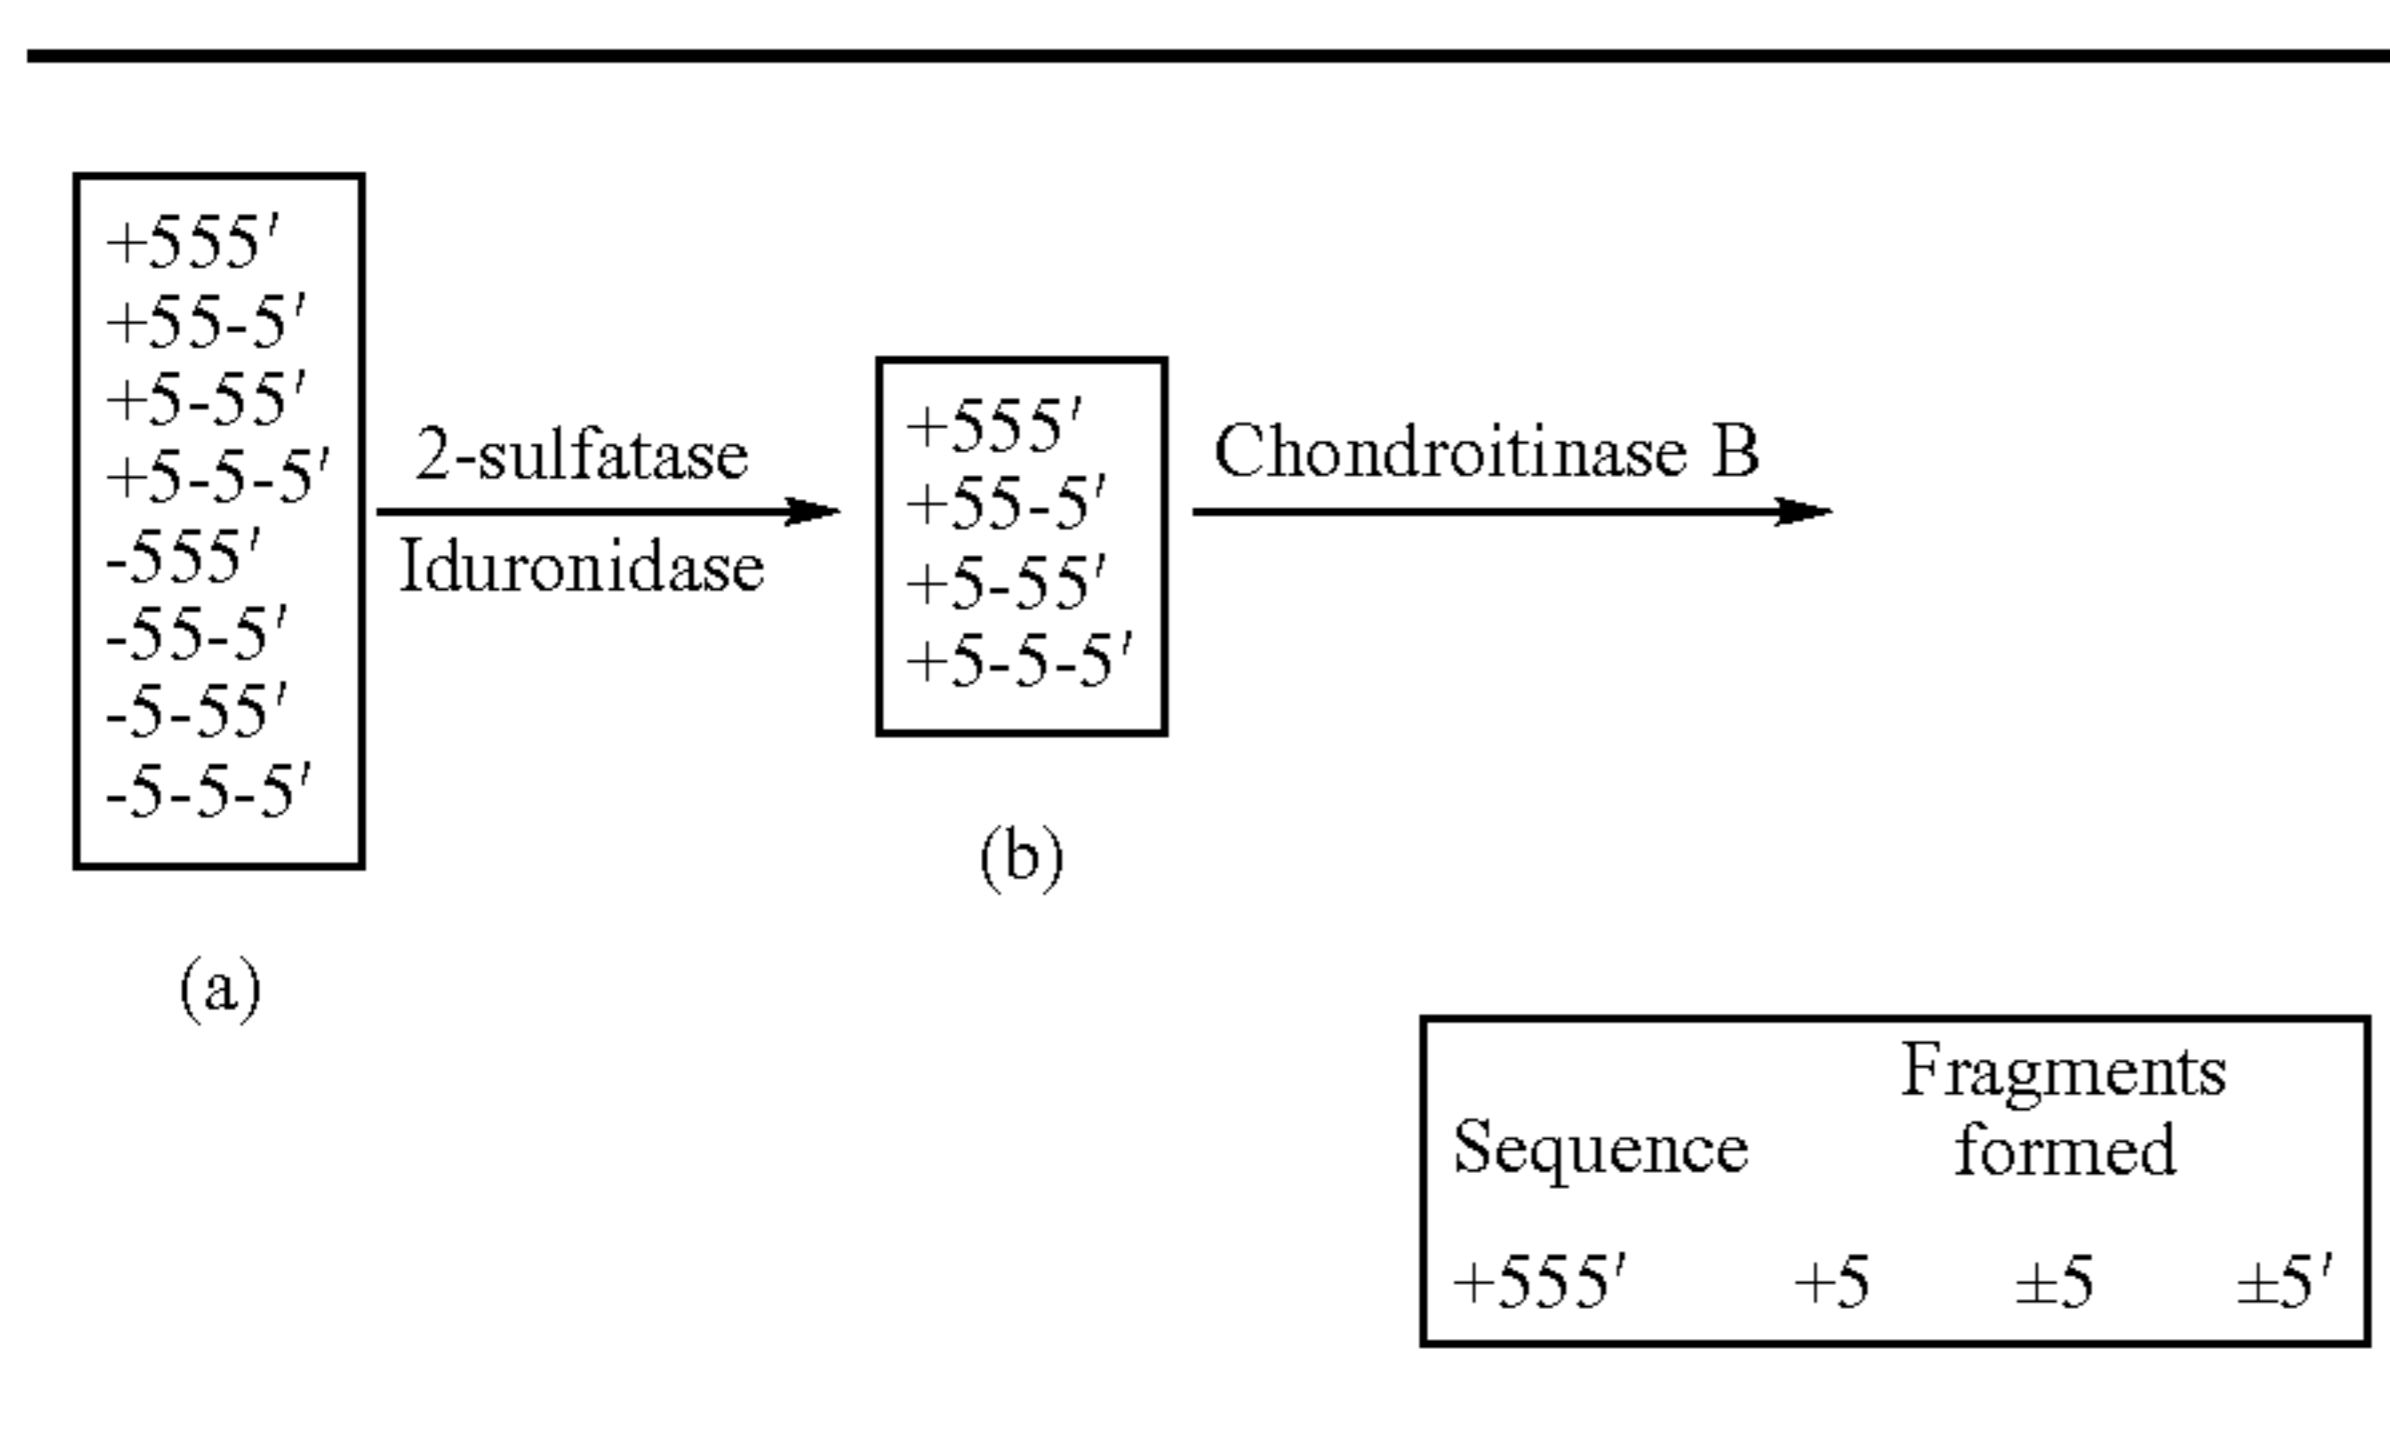 +555′
+55-5′
+5-55′
+5-5-5′
-555′
-55-5′
-5-55′
-5-5-5′
(a)
2-sulfatase
Iduronidase
+555′
+55-5′
+5-55′
+5-5-5′
(b)
Chondroitinase B
Fragments
Sequence formed
+555′ +5 ±5 ±5′